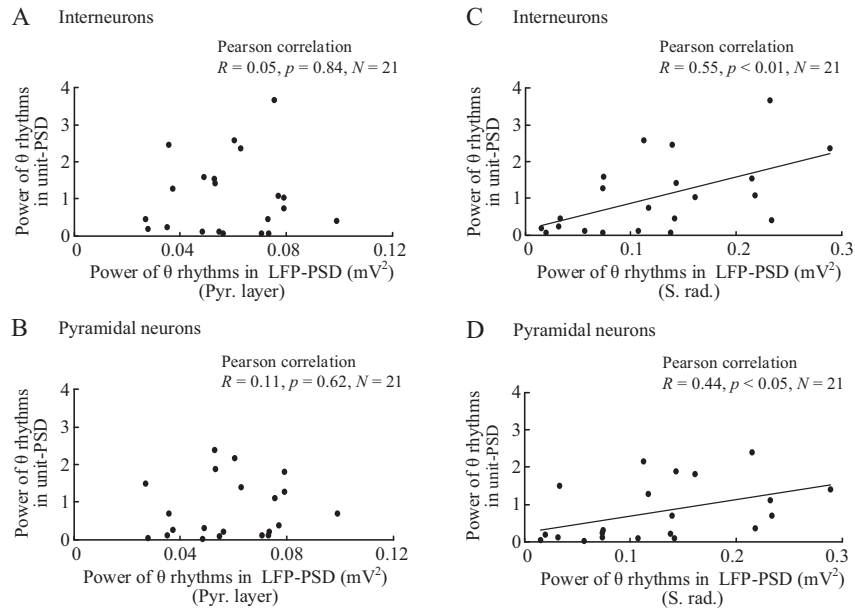 A Interneurons
Pearson correlation
R = 0.05, p = 0.84, N = 21
Power of θ rhythms
in unit-PSD
4
3
2
1
0
0 0.04 0.08 0.12
Power of θ rhythms in LFP-PSD (mV²)
(Pyr. layer)
B Pyramidal neurons
Pearson correlation
R = 0.11, p = 0.62, N = 21
Power of θ rhythms
in unit-PSD
4
3
2
1
0
0 0.04 0.08 0.12
Power of θ rhythms in LFP-PSD (mV²)
(Pyr. layer)
C Interneurons
Pearson correlation
R = 0.55, p < 0.01, N = 21
Power of θ rhythms
in unit-PSD
4
3
2
1
0
0 0.1 0.2 0.3
Power of θ rhythms in LFP-PSD (mV²)
(S. rad.)
D Pyramidal neurons
Pearson correlation
R = 0.44, p < 0.05, N = 21
Power of θ rhythms
in unit-PSD
4
3
2
1
0
0 0.1 0.2 0.3
Power of θ rhythms in LFP-PSD (mV²)
(S. rad.)